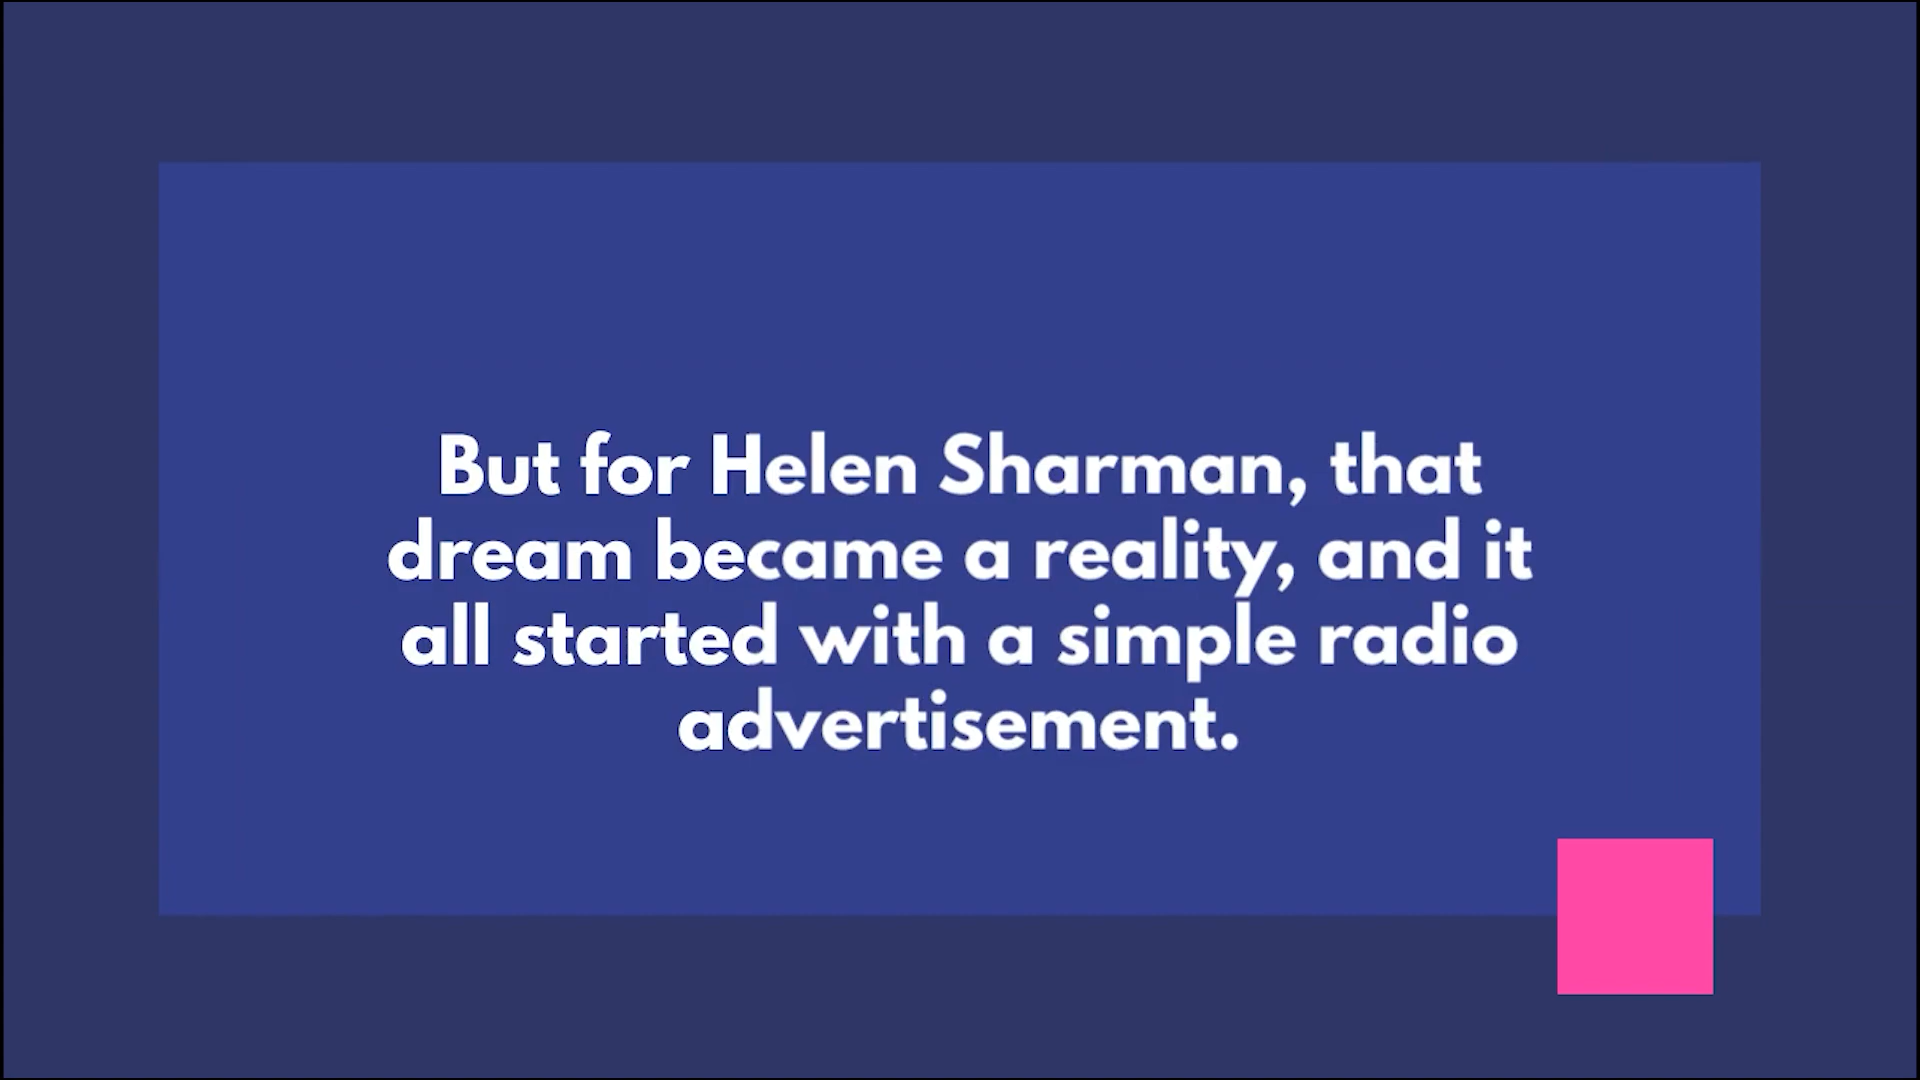 But for Helen Sharman, that
dream became a reality, and it
all started with a simple radio
advertisement.